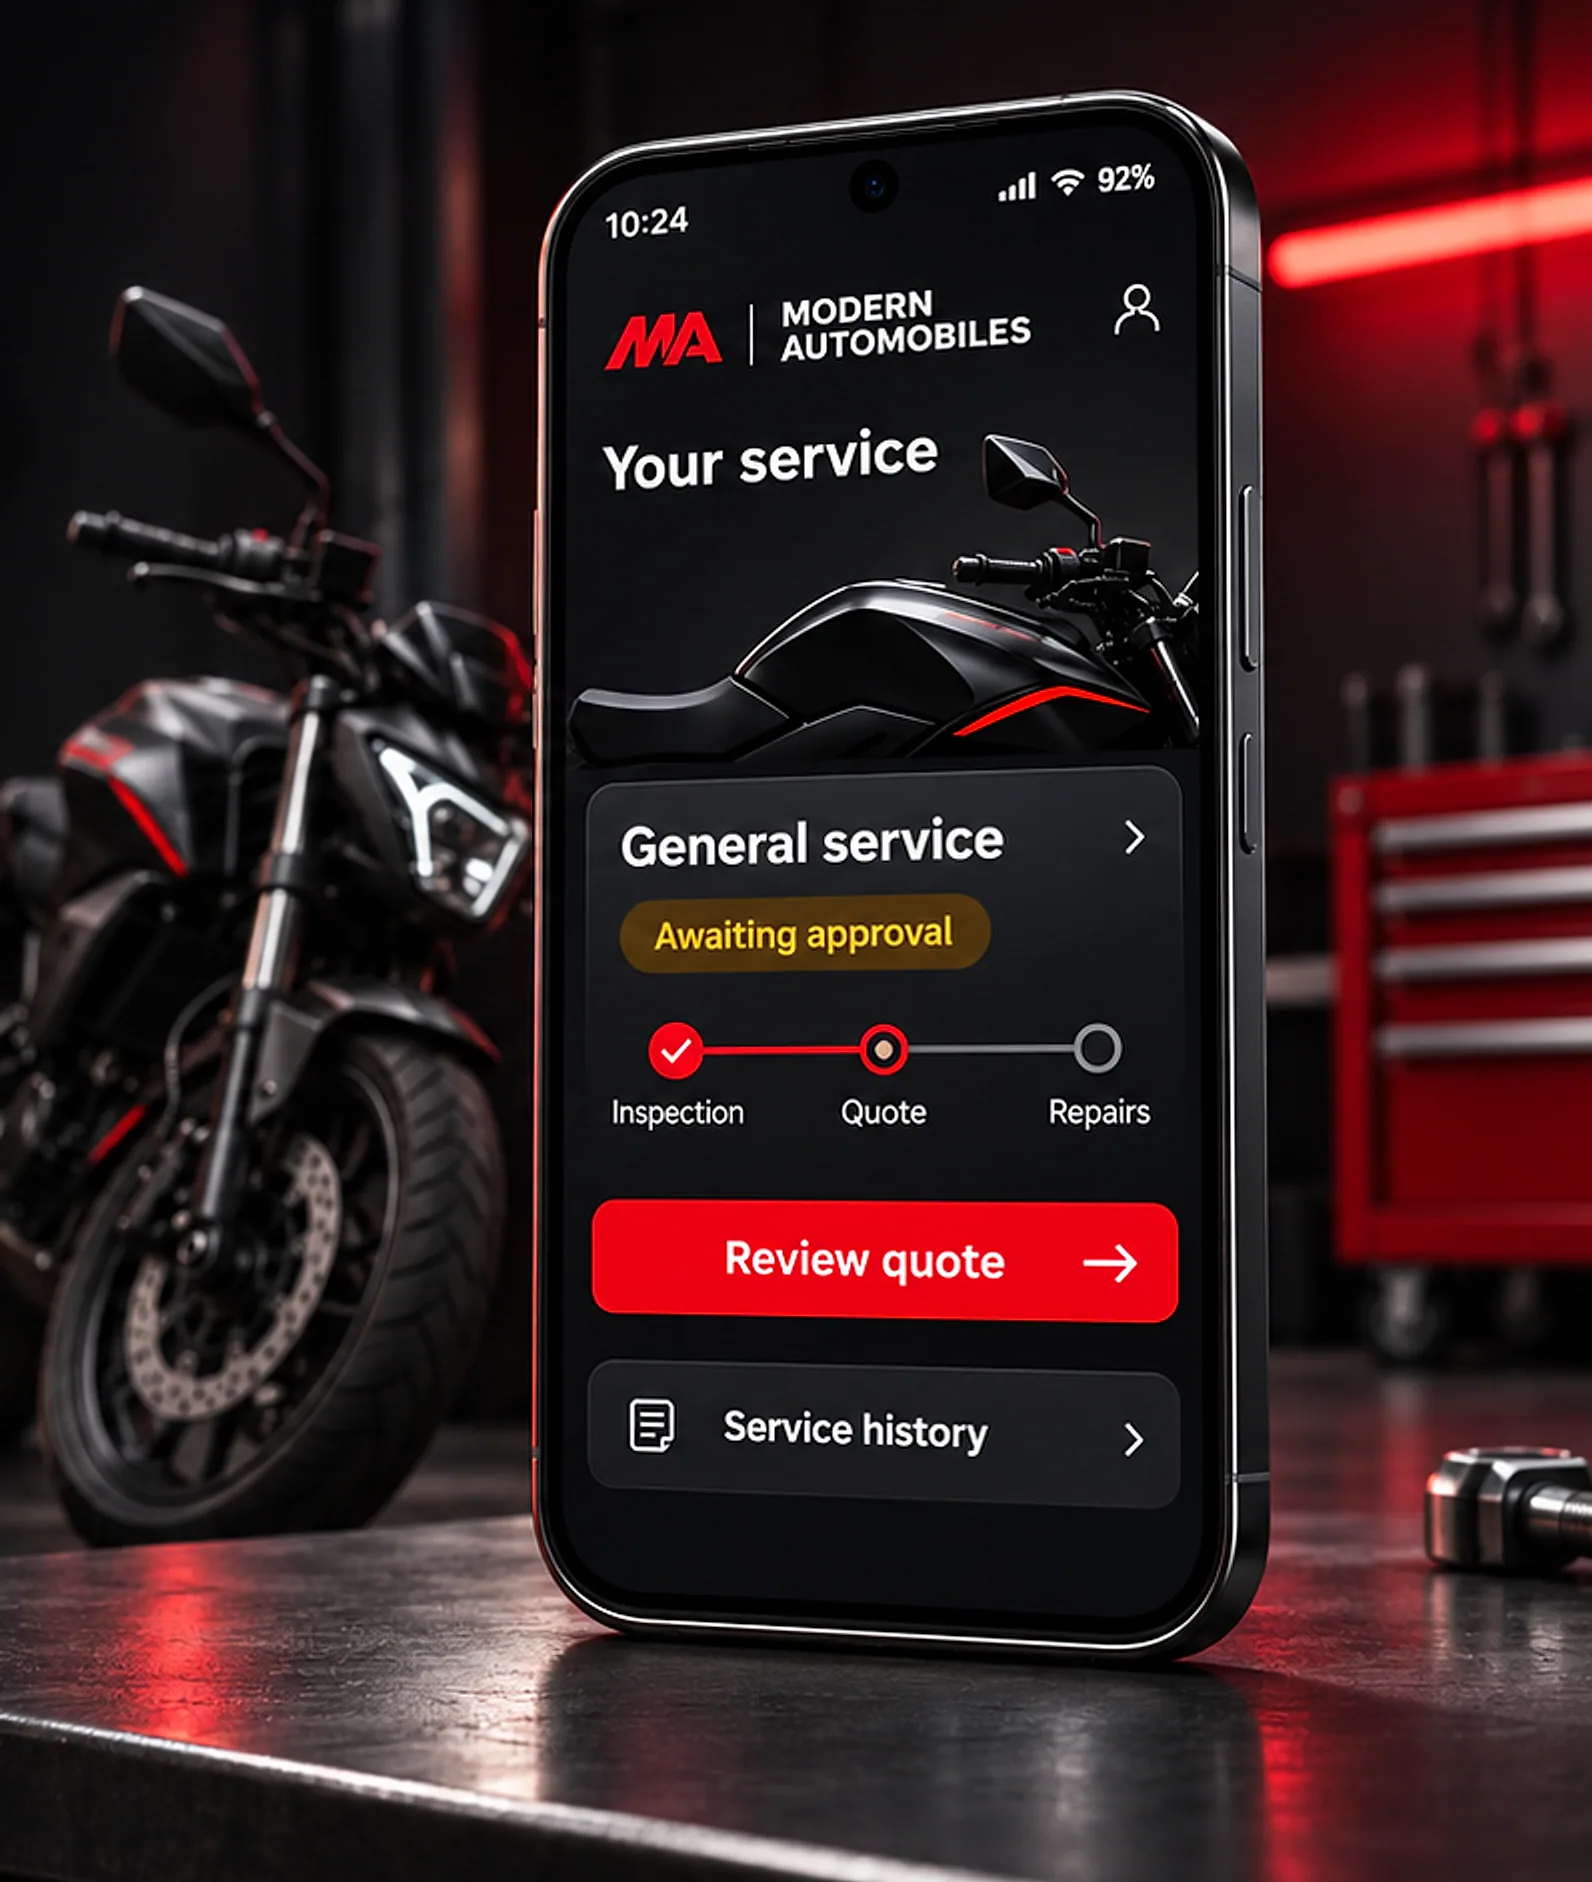 10:24
92%
MA
MODERN
AUTOMOBILES
Your service
General service
Awaiting approval
Inspection
Quote
Repairs
Review quote
Service history